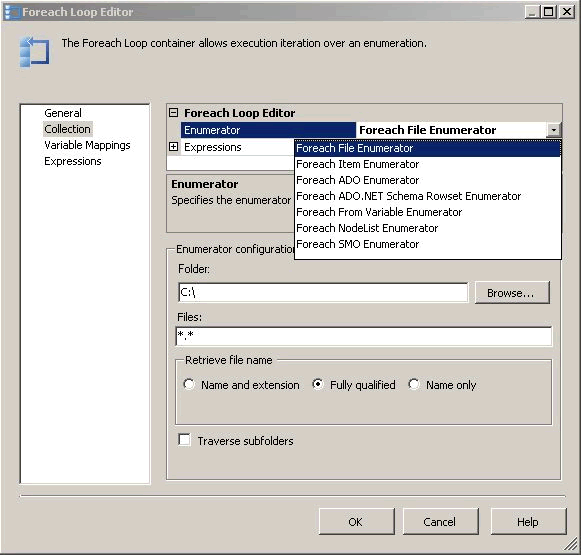 Foreach Loop Editor
The Foreach Loop container allows execution iteration over an enumeration.
General
Collection
Variable Mappings
Expressions
Foreach Loop Editor
Enumerator Foreach File Enumerator
Expressions
Foreach File Enumerator
Foreach Item Enumerator
Foreach ADO Enumerator
Foreach ADO.NET Schema Rowset Enumerator
Foreach From Variable Enumerator
Foreach NodeList Enumerator
Foreach SMO Enumerator
Enumerator
Specifies the enumerator
Enumerator configuration
Folder:
C:\
Browse...
Files:
*.*
Retrieve file name
Name and extension
Fully qualified
Name only
Traverse subfolders
OK
Cancel
Help